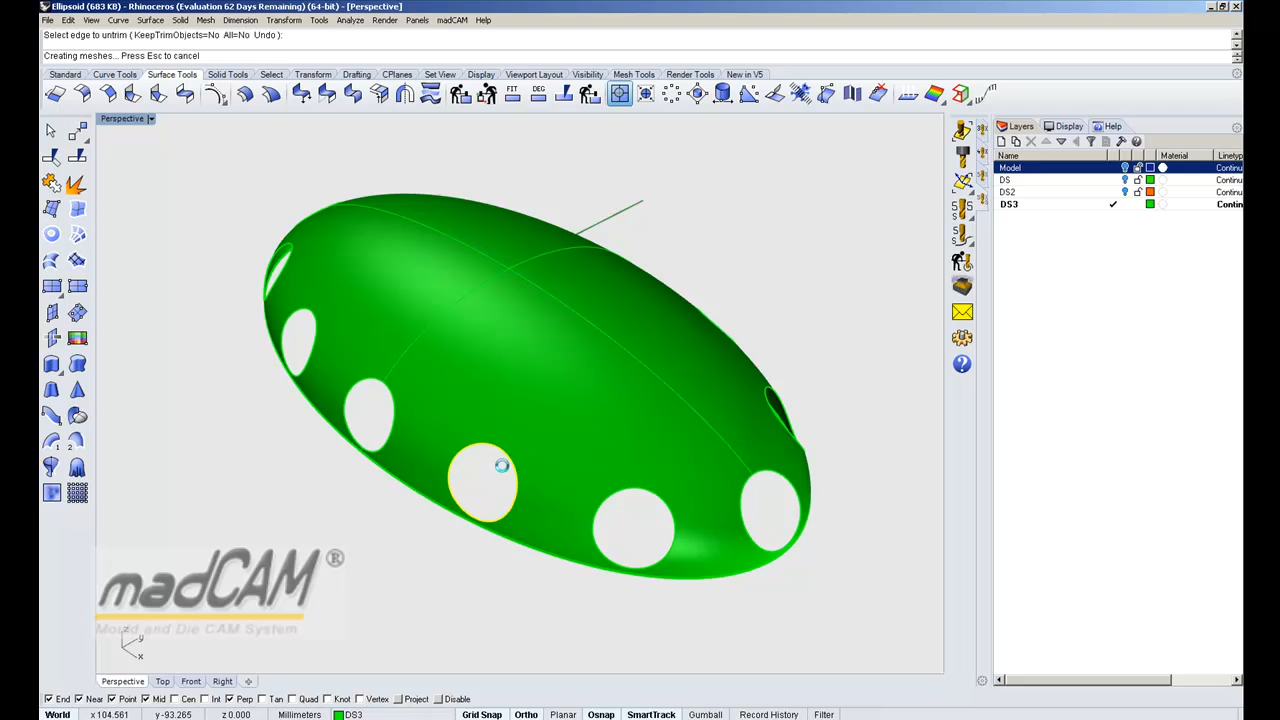 Ellipsoid (683 KB) - Rhinoceros (Evaluation 62 Days Remaining) (64-bit) - [Perspective]
File Edit View Curve Surface Solid Mesh Dimension Transform Tools Analyze Render Panels madCAM Help
Select edge to untrim ( KeepTrimObjects=No All=No Undo ):
Creating meshes... Press Esc to cancel
Standard Curve Tools Surface Tools Solid Tools Select Transform Drafting CPlanes Set View Display Viewport Layout Visibility Mesh Tools Render Tools New in V5
FIT DEG
Perspective
Layers Display Help
Name Material Linetyp
Model Continu
DS Continu
DS2 Continu
DS3 Contin
madCAM ®
Mould and Die CAM System
z
y
x
Perspective Top Front Right
End Near Point Mid Cen Int Perp Tan Quad Knot Vertex Project Disable
World x 104.561 y -93.265 z 0.000 Millimeters DS3 Grid Snap Ortho Planar Osnap SmartTrack Gumball Record History Filter